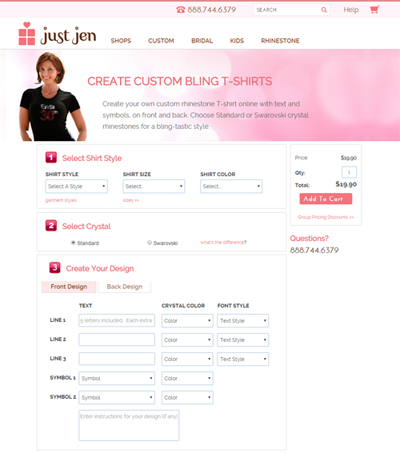 888.744.6379 SEARCH Help
just jen SHOPS CUSTOM BRIDAL KIDS RHINESTONE
CREATE CUSTOM BLING T-SHIRTS
Create your own custom rhinestone T-shirt online with text and
symbols, on front and back. Choose Standard or Swarovski crystal
rhinestones for a bling-tastic style
1 Select Shirt Style
SHIRT STYLE SHIRT SIZE SHIRT COLOR
Select A Style Select.. Select..
garment styles sizes >>
Price: $19.90
Qty: 1
Total: $19.90
Add To Cart
Group Pricing Discounts >>
2 Select Crystal
Standard Swarovski what's the difference?
Questions?
888.744.6379
3 Create Your Design
Front Design Back Design
TEXT CRYSTAL COLOR FONT STYLE
LINE 1 5 letters included. Each extra Color Text Style
LINE 2 Color Text Style
LINE 3 Color Text Style
SYMBOL 1 Symbol Color
SYMBOL 2 Symbol Color
Enter instructions for your design (if any)